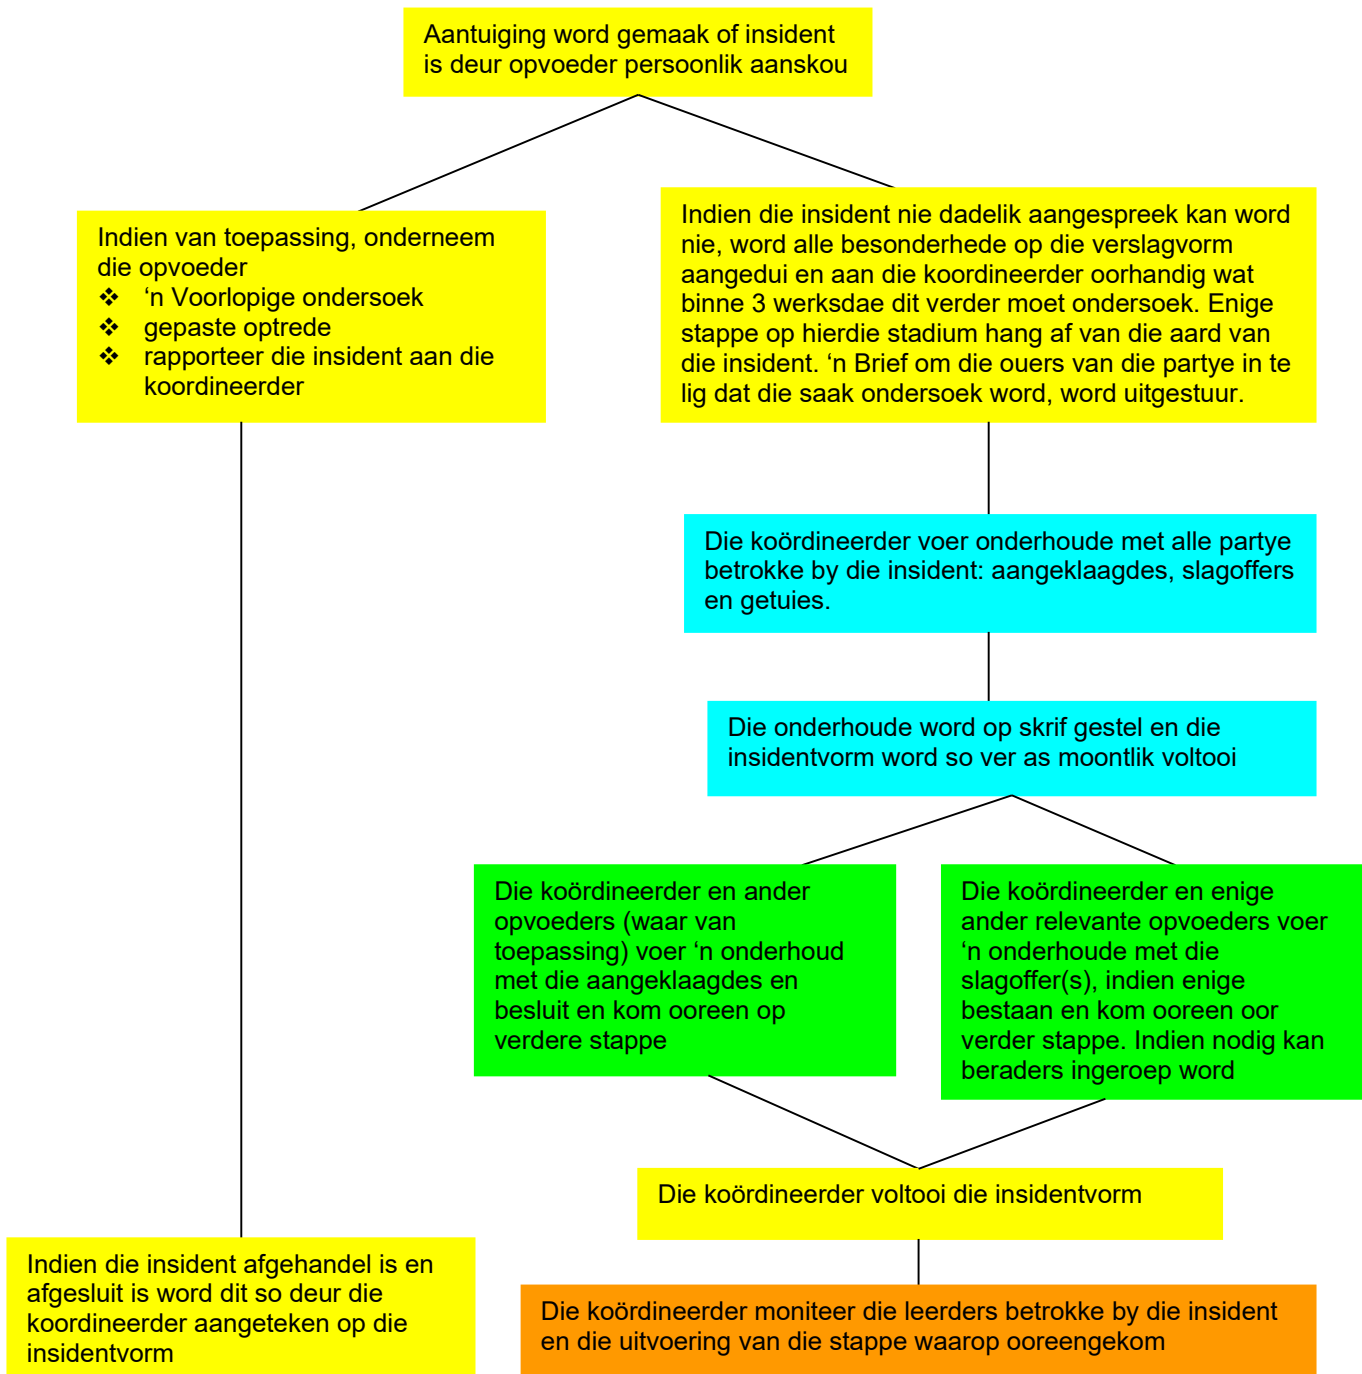 Aantuiging word gemaak of insident
is deur opvoeder persoonlik aanskou
Indien van toepassing, onderneem
die opvoeder
❖ ‘n Voorlopige ondersoek
❖ gepaste optrede
❖ rapporteer die insident aan die
koordineerder
Indien die insident nie dadelik aangespreek kan word
nie, word alle besonderhede op die verslagvorm
aangedui en aan die koordineerder oorhandig wat
binne 3 werksdae dit verder moet ondersoek. Enige
stappe op hierdie stadium hang af van die aard van
die insident. ‘n Brief om die ouers van die partye in te
lig dat die saak ondersoek word, word uitgestuur.
Die koördineerder voer onderhoude met alle partye
betrokke by die insident: aangeklaagdes, slagoffers
en getuies.
Die onderhoude word op skrif gestel en die
insidentvorm word so ver as moontlik voltooi
Die koördineerder en ander
opvoeders (waar van
toepassing) voer ‘n onderhoud
met die aangeklaagdes en
besluit en kom ooreen op
verdere stappe
Die koördineerder en enige
ander relevante opvoeders voer
‘n onderhoude met die
slagoffer(s), indien enige
bestaan en kom ooreen oor
verder stappe. Indien nodig kan
beraders ingeroep word
Die koördineerder voltooi die insidentvorm
Indien die insident afgehandel is en
afgesluit is word dit so deur die
koordineerder aangeteken op die
insidentvorm
Die koördineerder moniteer die leerders betrokke by die insident
en die uitvoering van die stappe waarop ooreengekom